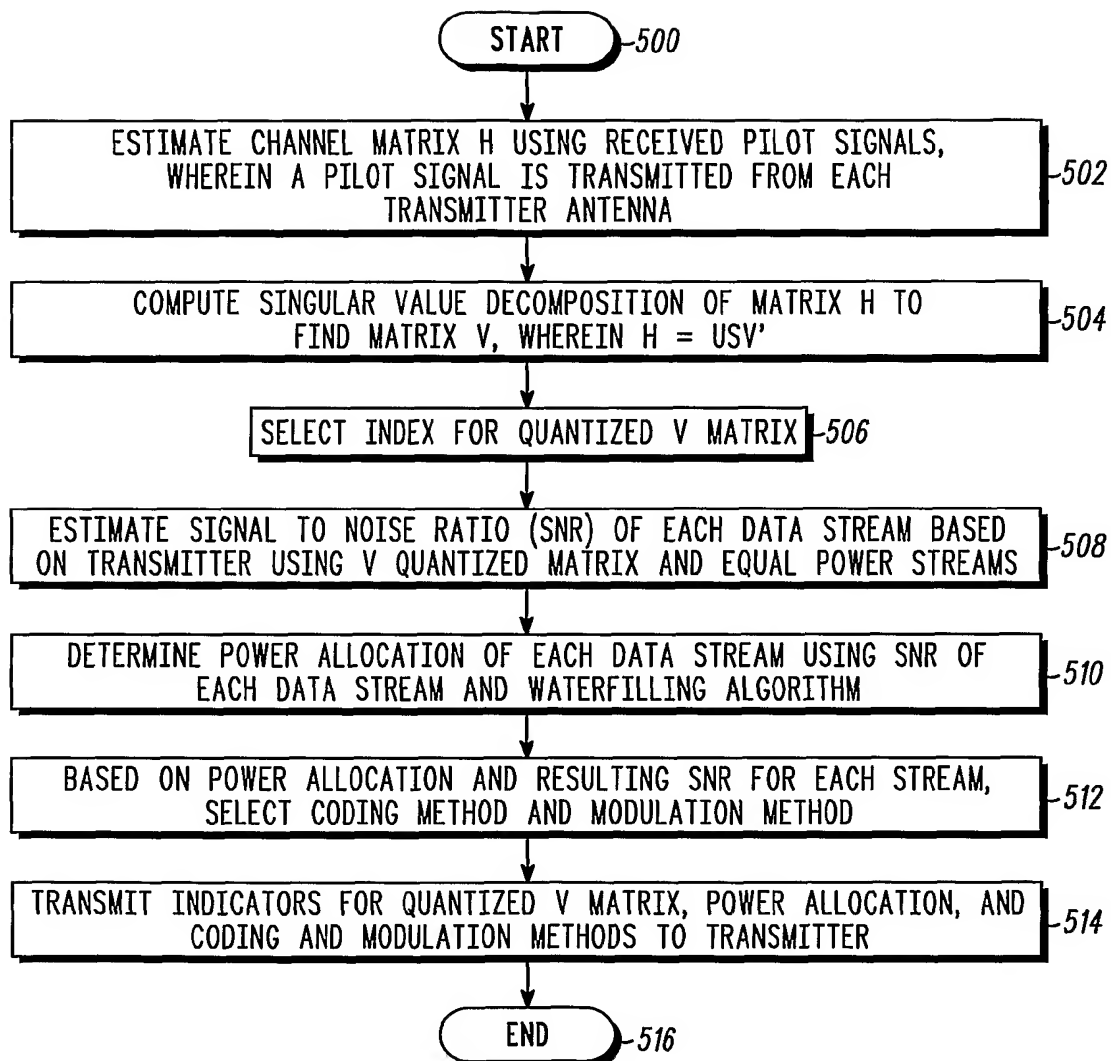 START 500
ESTIMATE CHANNEL MATRIX H USING RECEIVED PILOT SIGNALS,
WHEREIN A PILOT SIGNAL IS TRANSMITTED FROM EACH
TRANSMITTER ANTENNA
502
COMPUTE SINGULAR VALUE DECOMPOSITION OF MATRIX H TO
FIND MATRIX V, WHEREIN H = USV'
504
SELECT INDEX FOR QUANTIZED V MATRIX 506
ESTIMATE SIGNAL TO NOISE RATIO (SNR) OF EACH DATA STREAM BASED
ON TRANSMITTER USING V QUANTIZED MATRIX AND EQUAL POWER STREAMS
508
DETERMINE POWER ALLOCATION OF EACH DATA STREAM USING SNR OF
EACH DATA STREAM AND WATERFILLING ALGORITHM
510
BASED ON POWER ALLOCATION AND RESULTING SNR FOR EACH STREAM,
SELECT CODING METHOD AND MODULATION METHOD
512
TRANSMIT INDICATORS FOR QUANTIZED V MATRIX, POWER ALLOCATION, AND
CODING AND MODULATION METHODS TO TRANSMITTER
514
END 516